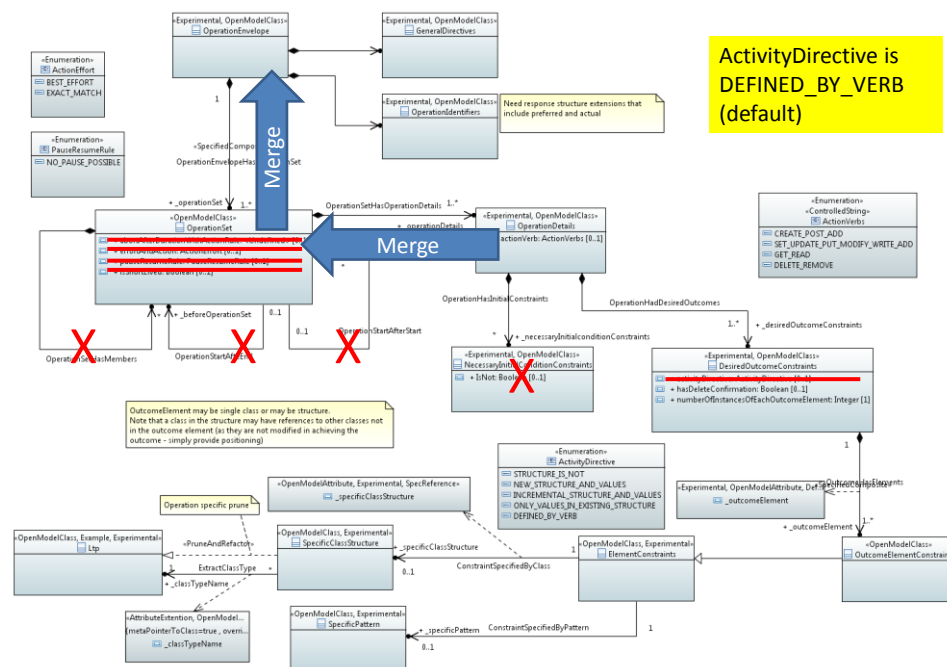 «Experimental, OpenModelClass»
OperationEnvelope
«Experimental, OpenModelClass»
GeneralDirectives
ActivityDirective is
DEFINED_BY_VERB
(default)
«Enumeration»
ActionEffort
BEST_EFFORT
EXACT_MATCH
1
«Experimental, OpenModelClass»
OperationIdentifiers
Need response structure extensions that
include preferred and actual
«Enumeration»
PauseResumeRule
NO_PAUSE_POSSIBLE
Merge
+ _operationSet
1..*
OperationSetHasOperationDetails
1..*
+ _operationDetails
«OpenModelClass»
OperationSet
Merge
«Experimental, OpenModelClass»
OperationDetails
actionVerb: ActionVerbs [0..1]
+ isShortLived: Boolean [0..1]
«Enumeration»
«ControlledString»
ActionVerbs
CREATE_POST_ADD
SET_UPDATE_PUT_MODIFY_WRITE_ADD
GET_READ
DELETE_REMOVE
*
+ _beforeOperationSet
*
0..1
0..1
*
X
X
X
OperationSetHasMembers
OperationStartAfterEnd
OperationStartAfterStart
OperationHasInitialConstraints
OperationHadDesiredOutcomes
*
+ _necessaryInitialconditionConstraints
1..*
+ _desiredOutcomeConstraints
«Experimental, OpenModelClass»
NecessaryInitialConditionConstraints
+ IsNot: Boolean [0..1]
X
«Experimental, OpenModelClass»
DesiredOutcomeConstraints
+ activityDirective: ActivityDirective [0..1]
+ hasDeleteConfirmation: Boolean [0..1]
+ numberOfInstancesOfEachOutcomeElement: Integer [1]
OutcomeElement may be single class or may be structure.
Note that a class in the structure may have references to other classes not
in the outcome element (as they are not modified in achieving the
outcome - simply provide positioning)
«Enumeration»
ActivityDirective
STRUCTURE_IS_NOT
NEW_STRUCTURE_AND_VALUES
INCREMENTAL_STRUCTURE_AND_VALUES
ONLY_VALUES_IN_EXISTING_STRUCTURE
DEFINED_BY_VERB
1
«OpenModelAttribute, Experimental, SpecReference»
_specificClassStructure
«Experimental, OpenModelAttribute, Def...
_outcomeElement
Operation specific prune
+ _outcomeElement
1..*
«OpenModelClass, Example, Experimental»
Ltp
«PruneAndRefactor»
«OpenModelClass, Experimental»
SpecificClassStructure
+ _specificClassStructure
0..1
ConstraintSpecifiedByClass
1
«OpenModelClass, Experimental»
ElementConstraints
«OpenModelClass»
OutcomeElementConstrai
ExtractClassType
*
1
+ _classTypeName
«AttributeExtention, OpenModel...
{metaPointerToClass=true , overri...
_classTypeName
«OpenModelClass, Experimental»
SpecificPattern
+ _specificPattern
0..1
ConstraintSpecifiedByPattern
1